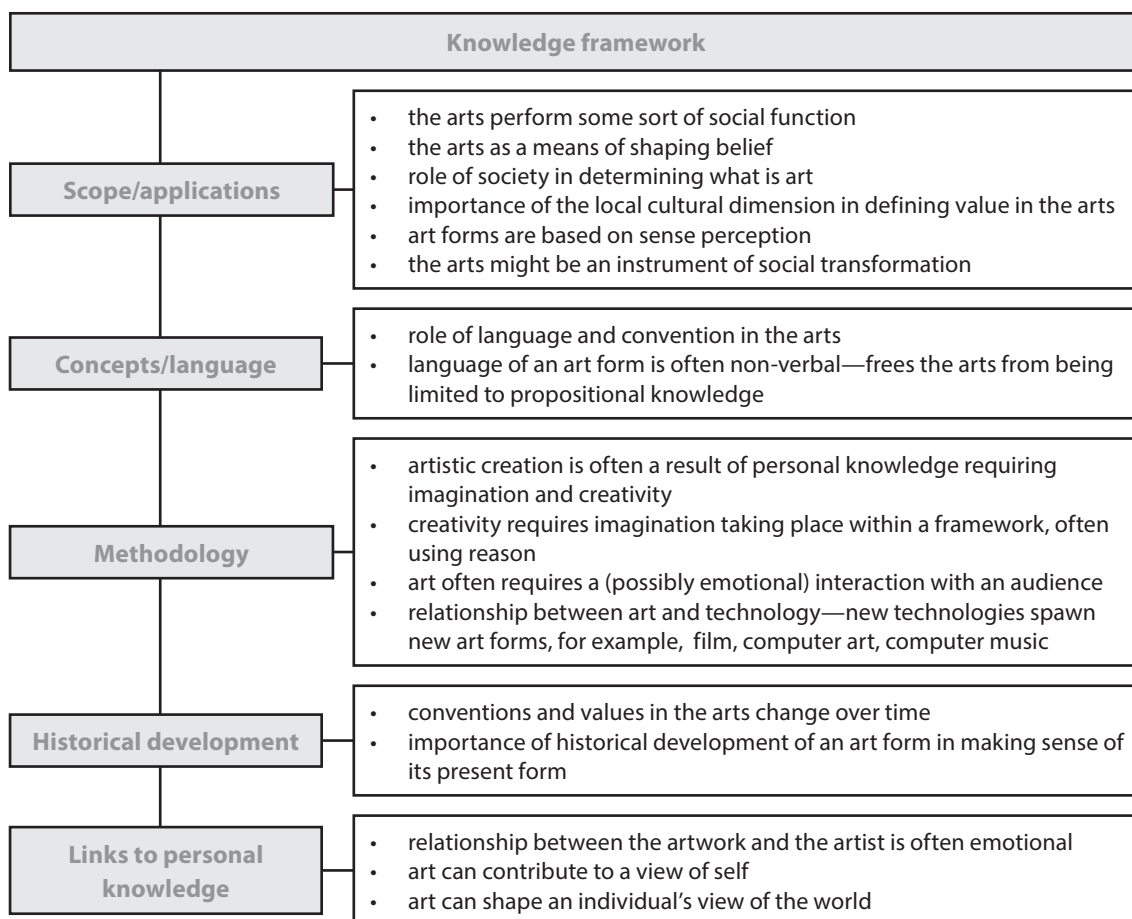 Knowledge framework
Scope/applications
• the arts perform some sort of social function
• the arts as a means of shaping belief
• role of society in determining what is art
• importance of the local cultural dimension in defining value in the arts
• art forms are based on sense perception
• the arts might be an instrument of social transformation
Concepts/language
• role of language and convention in the arts
• language of an art form is often non-verbal—frees the arts from being
limited to propositional knowledge
Methodology
• artistic creation is often a result of personal knowledge requiring
imagination and creativity
• creativity requires imagination taking place within a framework, often
using reason
• art often requires a (possibly emotional) interaction with an audience
• relationship between art and technology—new technologies spawn
new art forms, for example, film, computer art, computer music
Historical development
• conventions and values in the arts change over time
• importance of historical development of an art form in making sense of
its present form
Links to personal
knowledge
• relationship between the artwork and the artist is often emotional
• art can contribute to a view of self
• art can shape an individual's view of the world